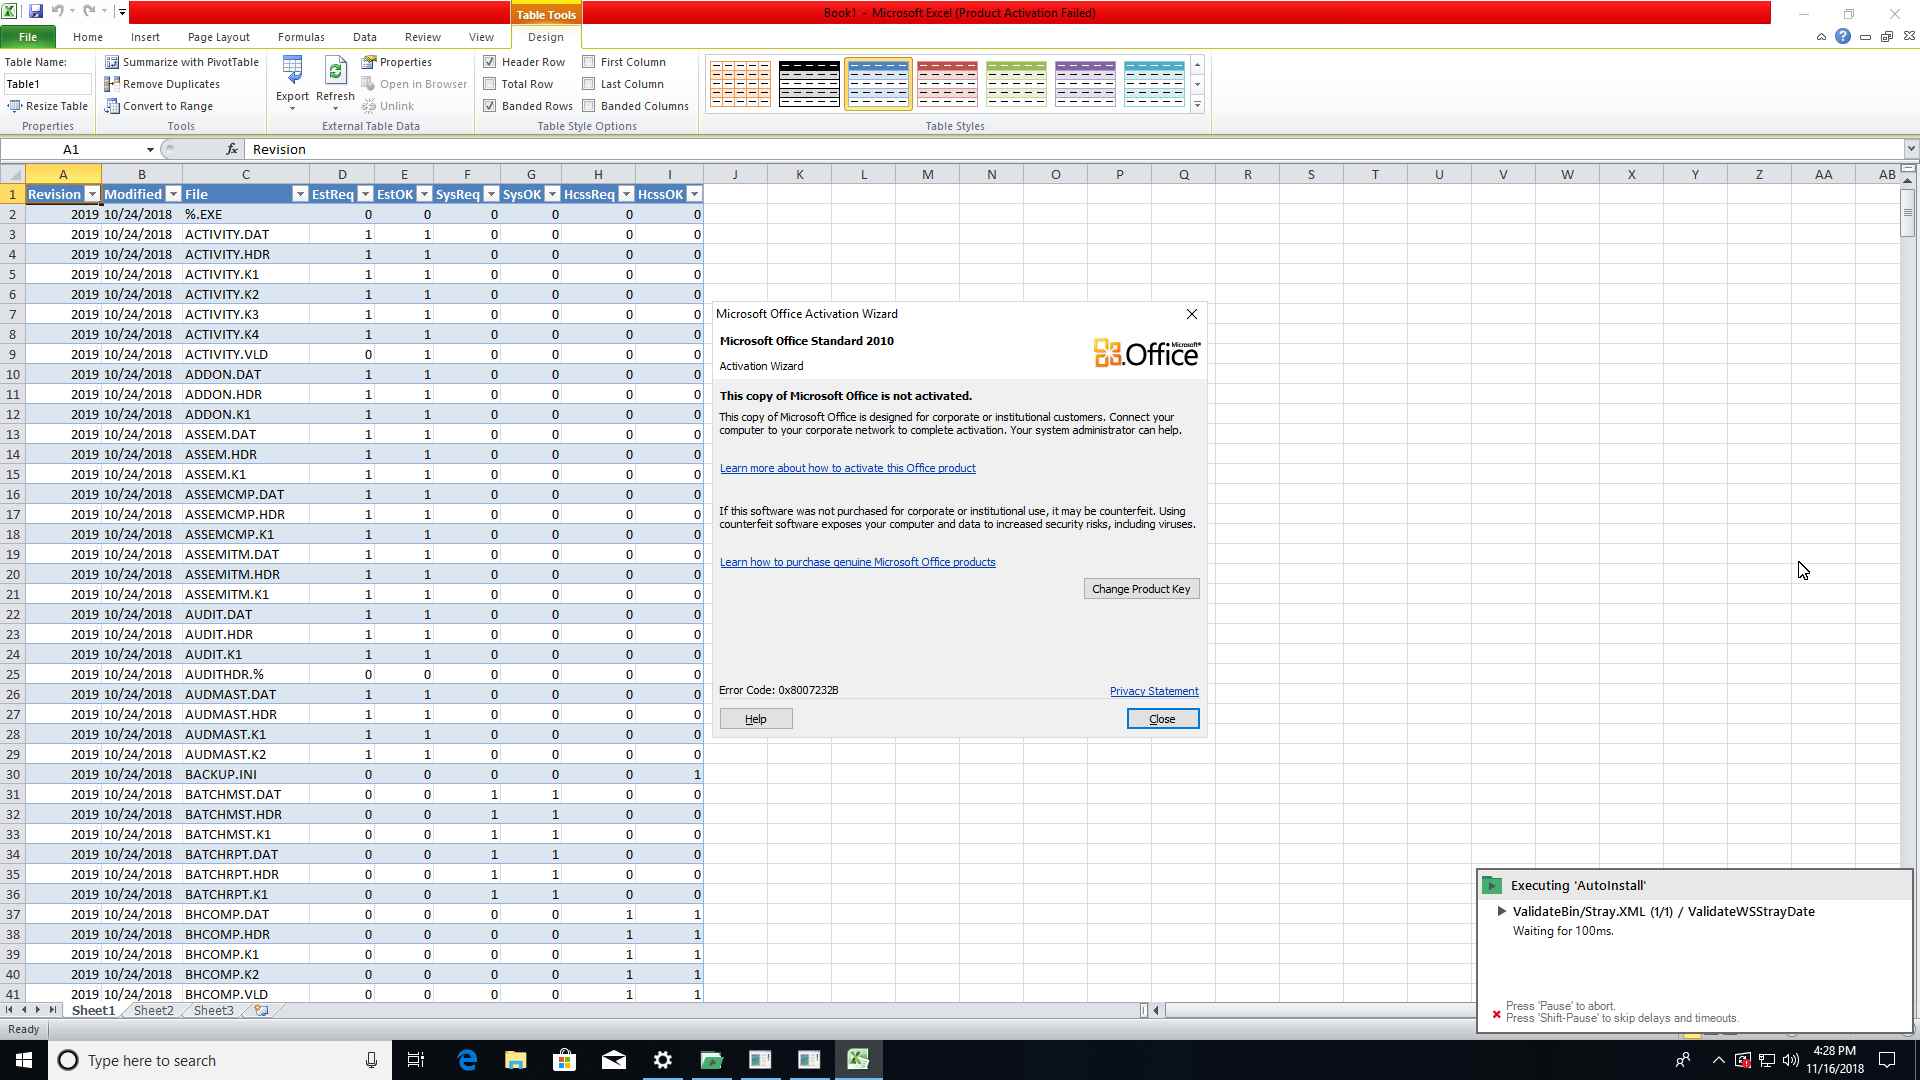 Table Tools
Book1 - Microsoft Excel (Product Activation Failed)
File Home Insert Page Layout Formulas Data Review View Design
Table Name:
Table1
Resize Table
Properties
Summarize with PivotTable
Remove Duplicates
Convert to Range
Tools
Export
Refresh
Properties
Open in Browser
Unlink
External Table Data
Header Row
Total Row
Banded Rows
First Column
Last Column
Banded Columns
Table Style Options
Table Styles
A1 fx Revision
A B C D E F G H I J K L M N O P Q R S T U V W X Y Z AA AB
1 Revision Modified File EstReq EstOK SysReq SysOK HcssReq HcssOK
2 2019 10/24/2018 %.EXE 0 0 0 0 0 0
3 2019 10/24/2018 ACTIVITY.DAT 1 1 0 0 0 0
4 2019 10/24/2018 ACTIVITY.HDR 1 1 0 0 0 0
5 2019 10/24/2018 ACTIVITY.K1 1 1 0 0 0 0
6 2019 10/24/2018 ACTIVITY.K2 1 1 0 0 0 0
7 2019 10/24/2018 ACTIVITY.K3 1 1 0 0 0 0
8 2019 10/24/2018 ACTIVITY.K4 1 1 0 0 0 0
9 2019 10/24/2018 ACTIVITY.VLD 0 1 0 0 0 0
10 2019 10/24/2018 ADDON.DAT 1 1 0 0 0 0
11 2019 10/24/2018 ADDON.HDR 1 1 0 0 0 0
12 2019 10/24/2018 ADDON.K1 1 1 0 0 0 0
13 2019 10/24/2018 ASSEM.DAT 1 1 0 0 0 0
14 2019 10/24/2018 ASSEM.HDR 1 1 0 0 0 0
15 2019 10/24/2018 ASSEM.K1 1 1 0 0 0 0
16 2019 10/24/2018 ASSEMCMP.DAT 1 1 0 0 0 0
17 2019 10/24/2018 ASSEMCMP.HDR 1 1 0 0 0 0
18 2019 10/24/2018 ASSEMCMP.K1 1 1 0 0 0 0
19 2019 10/24/2018 ASSEMITM.DAT 1 1 0 0 0 0
20 2019 10/24/2018 ASSEMITM.HDR 1 1 0 0 0 0
21 2019 10/24/2018 ASSEMITM.K1 1 1 0 0 0 0
22 2019 10/24/2018 AUDIT.DAT 1 1 0 0 0 0
23 2019 10/24/2018 AUDIT.HDR 1 1 0 0 0 0
24 2019 10/24/2018 AUDIT.K1 1 1 0 0 0 0
25 2019 10/24/2018 AUDITHDR.% 0 0 0 0 0 0
26 2019 10/24/2018 AUDMAST.DAT 1 1 0 0 0 0
27 2019 10/24/2018 AUDMAST.HDR 1 1 0 0 0 0
28 2019 10/24/2018 AUDMAST.K1 1 1 0 0 0 0
29 2019 10/24/2018 AUDMAST.K2 1 1 0 0 0 0
30 2019 10/24/2018 BACKUP.INI 0 0 0 0 0 1
31 2019 10/24/2018 BATCHMST.DAT 0 0 1 1 0 0
32 2019 10/24/2018 BATCHMST.HDR 0 0 1 1 0 0
33 2019 10/24/2018 BATCHMST.K1 0 0 1 1 0 0
34 2019 10/24/2018 BATCHRPT.DAT 0 0 1 1 0 0
35 2019 10/24/2018 BATCHRPT.HDR 0 0 1 1 0 0
36 2019 10/24/2018 BATCHRPT.K1 0 0 1 1 0 0
37 2019 10/24/2018 BHCOMP.DAT 0 0 0 0 1 1
38 2019 10/24/2018 BHCOMP.HDR 0 0 0 0 1 1
39 2019 10/24/2018 BHCOMP.K1 0 0 0 0 1 1
40 2019 10/24/2018 BHCOMP.K2 0 0 0 0 1 1
41 2019 10/24/2018 BHCOMP.VLD 0 0 0 0 1 1
Microsoft Office Activation Wizard
Microsoft Office Standard 2010
Activation Wizard
Microsoft
Office
This copy of Microsoft Office is not activated.
This copy of Microsoft Office is designed for corporate or institutional customers. Connect your
computer to your corporate network to complete activation. Your system administrator can help.
Learn more about how to activate this Office product
If this software was not purchased for corporate or institutional use, it may be counterfeit. Using
counterfeit software exposes your computer and data to increased security risks, including viruses.
Learn how to purchase genuine Microsoft Office products
Change Product Key
Error Code: 0x8007232B
Privacy Statement
Help
Close
Executing 'AutoInstall'
ValidateBin/Stray.XML (1/1) / ValidateWSStrayDate
Waiting for 100ms.
Press 'Pause' to abort.
Press 'Shift-Pause' to skip delays and timeouts.
Sheet1 Sheet2 Sheet3
Ready
Type here to search
4:28 PM
11/16/2018